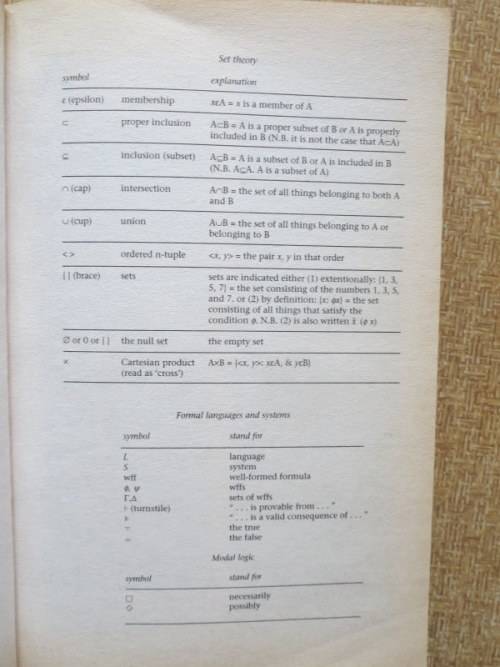 Set theory
symbol explanation
ε (epsilon) membership xεA = x is a member of A
⊂ proper inclusion A⊂B = A is a proper subset of B or A is properly
included in B (N.B. it is not the case that A⊂A)
⊆ inclusion (subset) A⊆B = A is a subset of B or A is included in B
(N.B. A⊆A, A is a subset of A)
∩ (cap) intersection A∩B = the set of all things belonging to both A
and B
∪ (cup) union A∪B = the set of all things belonging to A or
belonging to B
< > ordered n-tuple <x, y> = the pair x, y in that order
{ } (brace) sets sets are indicated either (1) extentionally: {1, 3,
5, 7} = the set consisting of the numbers 1, 3, 5,
and 7, or (2) by definition: {x: φx} = the set
consisting of all things that satisfy the
condition φ. N.B. (2) is also written x̂: (φ x)
∅ or 0 or { } the null set the empty set
× Cartesian product A×B = {<x, y>: xεA, & yεB}
(read as 'cross')
Formal languages and systems
symbol stand for
L language
S system
wff well-formed formula
φ, ψ wffs
Γ,Δ sets of wffs
⊦ (turnstile) " . . . is provable from . . . "
⊧ " . . . is a valid consequence of . . . "
⊤ the true
the false
Modal logic
symbol stand for
□ necessarily
◇ possibly